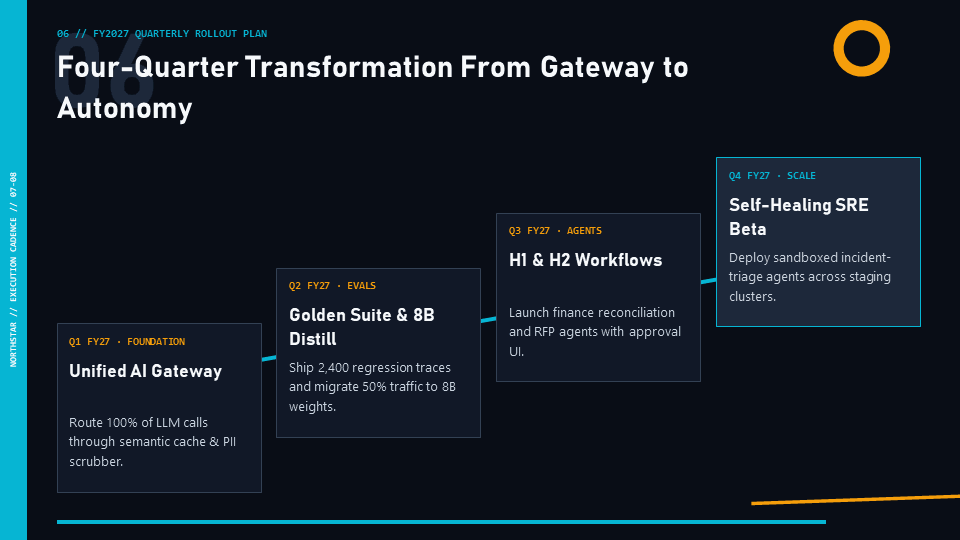 06 // FY2027 QUARTERLY ROLLOUT PLAN
06
Four-Quarter Transformation From Gateway to
Autonomy
NORTHSTAR // EXECUTION CADENCE // 07-08
Q1 FY27 · FOUNDATION
Unified AI Gateway
Route 100% of LLM calls
through semantic cache & PII
scrubber.
Q2 FY27 · EVALS
Golden Suite & 8B
Distill
Ship 2,400 regression traces
and migrate 50% traffic to 8B
weights.
Q3 FY27 · AGENTS
H1 & H2 Workflows
Launch finance reconciliation
and RFP agents with approval
UI.
Q4 FY27 · SCALE
Self-Healing SRE
Beta
Deploy sandboxed incident-
triage agents across staging
clusters.